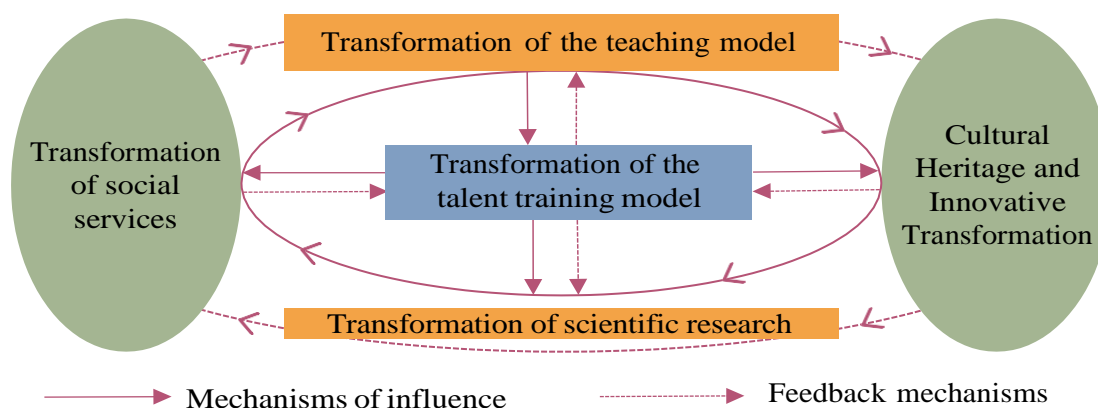 Transformation of the teaching model
Transformation
of social
services
Transformation of the
talent training model
Cultural
Heritage and
Innovative
Transformation
Transformation of scientific research
Mechanisms of influence
Feedback mechanisms